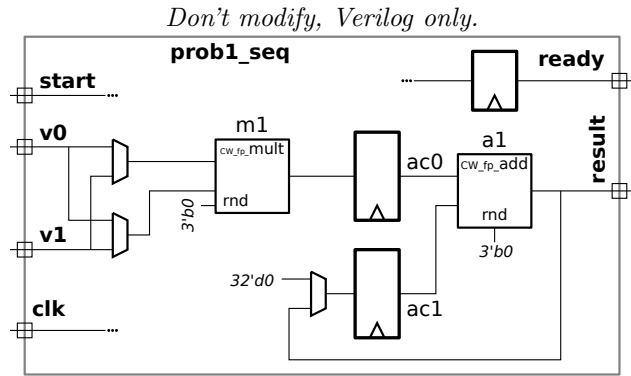 Don't modify, Verilog only.
prob1_seq
start
...
...
ready
v0
m1
CW_fp_mult
rnd
3'b0
ac0
a1
CW_fp_add
rnd
3'b0
result
v1
32'd0
ac1
clk
...